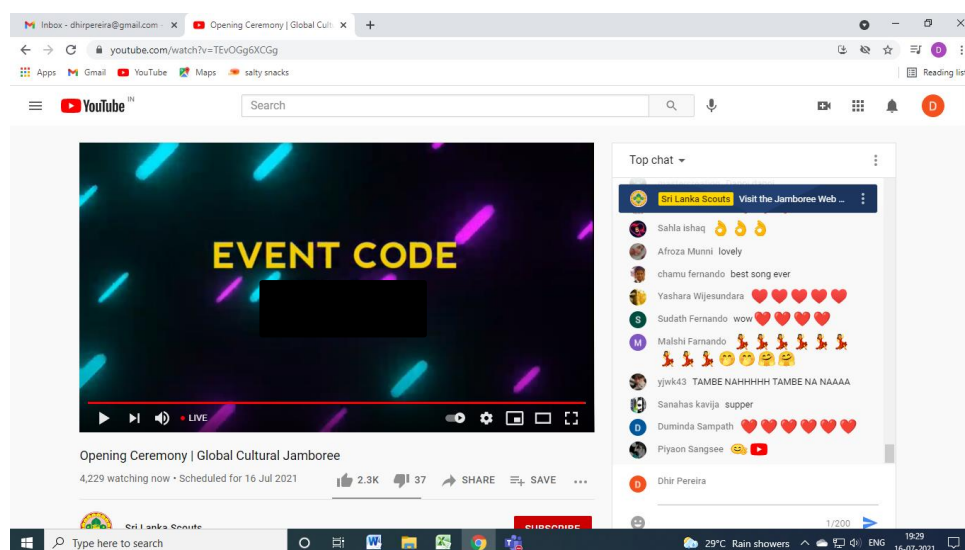 Inbox - dhirpereira@gmail.com -
Opening Ceremony | Global Cult
youtube.com/watch?v=TEvOGg6XCGg
Apps Gmail YouTube Maps salty snacks Reading list
YouTube IN
Search
D
EVENT CODE
LIVE
Opening Ceremony | Global Cultural Jamboree
4,229 watching now • Scheduled for 16 Jul 2021
2.3K 37 SHARE SAVE ...
Sri Lanka Scouts
SUBSCRIBE
Top chat
Sri Lanka Scouts Visit the Jamboree Web ...
Sahla ishaq 👌 👌 👌
Afroza Munni lovely
chamu fernando best song ever
Yashara Wijesundara ❤️ ❤️ ❤️ ❤️ ❤️
S Sudath Fernando wow ❤️ ❤️ ❤️ ❤️
M Malshi Farnando 💃 💃 💃 💃 💃 💃
💃 💃 💃 🤭 🤭 🤗 🤗
yjwk43 TAMBE NAHHHHH TAMBE NA NAAAA
Sanahas kavija supper
D Duminda Sampath ❤️ ❤️ ❤️ ❤️ ❤️ ❤️
Piyaon Sangsee 😊
D Dhir Pereira
1/200
Type here to search
29°C Rain showers
ENG
19:29
16-07-2021